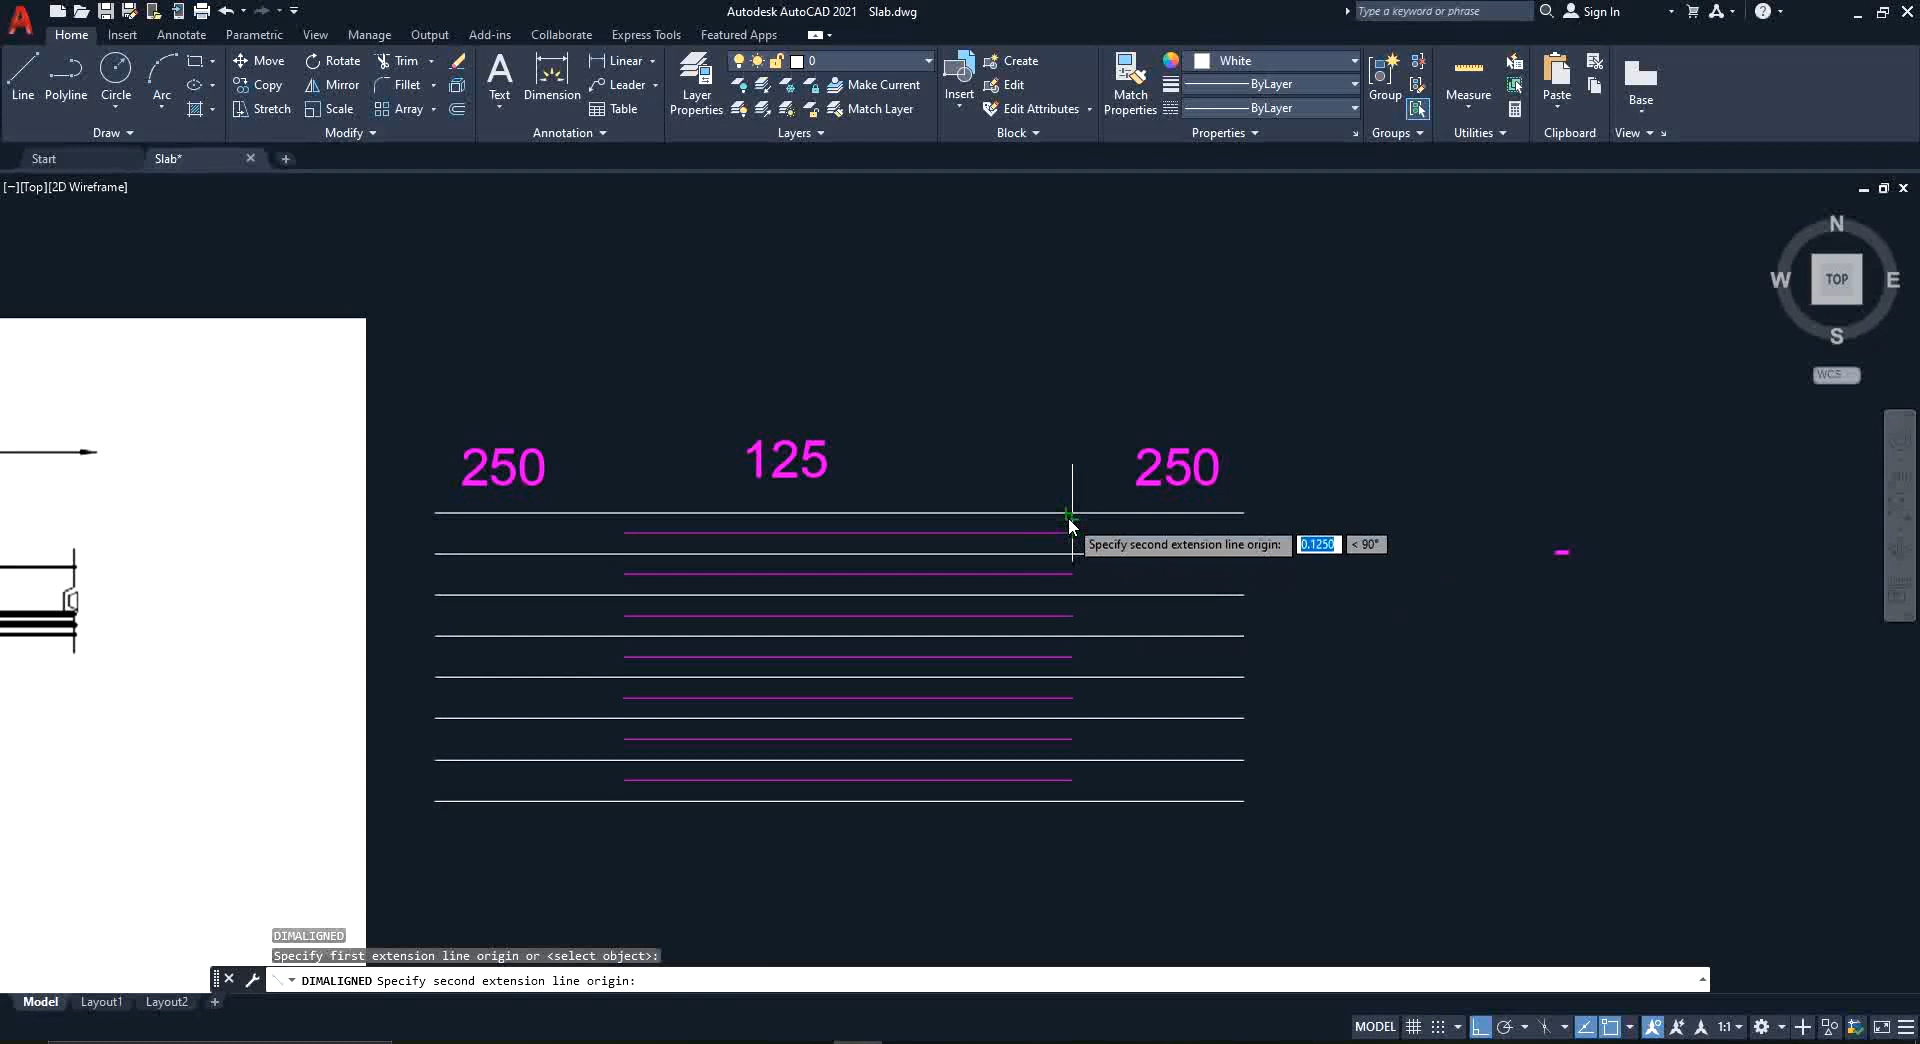 Autodesk AutoCAD 2021 Slab.dwg
Type a keyword or phrase
Sign In
Home Insert Annotate Parametric View Manage Output Add-ins Collaborate Express Tools Featured Apps
Line Polyline Circle Arc
Move Rotate Trim
Copy Mirror Fillet
Stretch Scale Array
Text Dimension
Linear
Leader
Table
Layer Properties
0
Make Current
Match Layer
Insert
Create
Edit
Edit Attributes
Match Properties
White
ByLayer
ByLayer
Group
Measure
Paste
Base
Draw Modify Annotation Layers Block Properties Groups Utilities Clipboard View
Start Slab*
[−][Top][2D Wireframe]
N
W TOP E
S
WCS
250 125 250
Specify second extension line origin: 0.1250 < 90°
DIMALIGNED
Specify first extension line origin or <select object>:
DIMALIGNED Specify second extension line origin:
Model Layout1 Layout2
MODEL 1:1